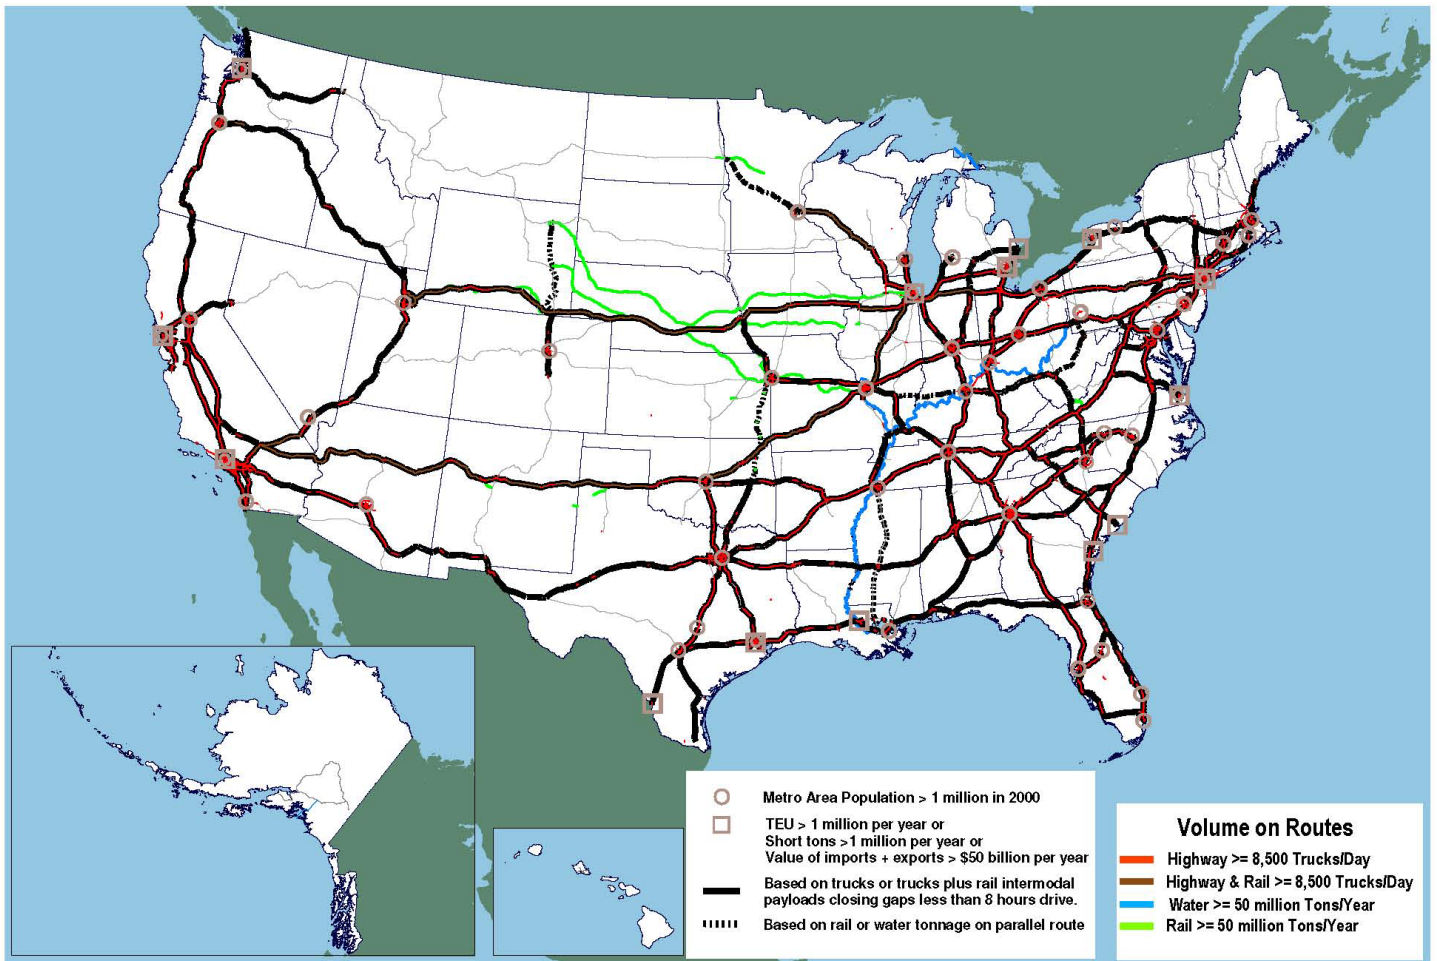 Metro Area Population > 1 million in 2000
TEU > 1 million per year or
Short tons >1 million per year or
Value of imports + exports > $50 billion per year
Based on trucks or trucks plus rail intermodal
payloads closing gaps less than 8 hours drive.
Based on rail or water tonnage on parallel route
Volume on Routes
Highway >= 8,500 Trucks/Day
Highway & Rail >= 8,500 Trucks/Day
Water >= 50 million Tons/Year
Rail >= 50 million Tons/Year